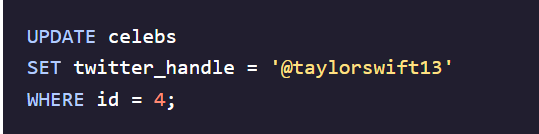 UPDATE celebs
SET twitter_handle = '@taylorswift13'
WHERE id = 4;